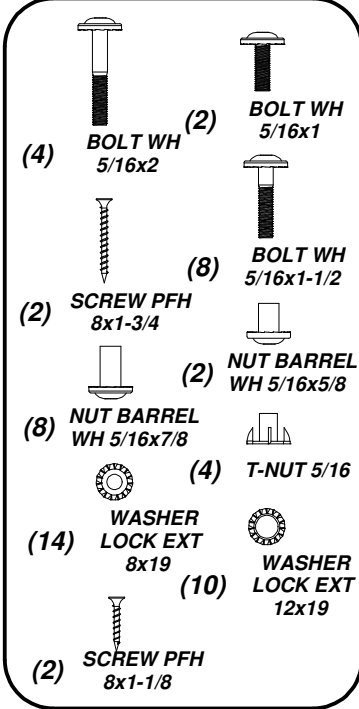 (4)
BOLT WH
5/16x2
(2)
BOLT WH
5/16x1
(2)
SCREW PFH
8x1-3/4
(8)
BOLT WH
5/16x1-1/2
(8)
NUT BARREL
WH 5/16x7/8
(2)
NUT BARREL
WH 5/16x5/8
(4)
T-NUT 5/16
(14)
WASHER
LOCK EXT
8x19
(10)
WASHER
LOCK EXT
12x19
(2)
SCREW PFH
8x1-1/8